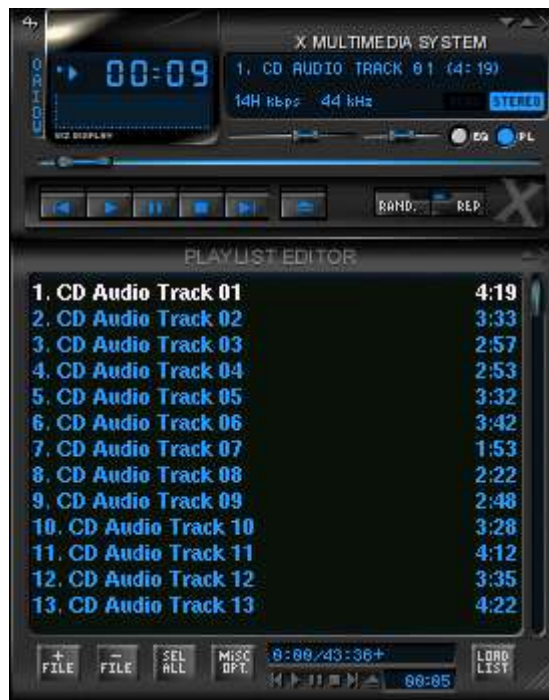 X MULTIMEDIA SYSTEM
OAIDU
00:09
1. CD AUDIO TRACK 01 (4:19)
14H kbps 44 kHz
STEREO
VIZ DISPLAY
EQ PL
RAND. REP
X
PLAYLIST EDITOR
1. CD Audio Track 01 4:19
2. CD Audio Track 02 3:33
3. CD Audio Track 03 2:57
4. CD Audio Track 04 2:53
5. CD Audio Track 05 3:32
6. CD Audio Track 06 3:42
7. CD Audio Track 07 1:53
8. CD Audio Track 08 2:22
9. CD Audio Track 09 2:48
10. CD Audio Track 10 3:28
11. CD Audio Track 11 4:12
12. CD Audio Track 12 3:35
13. CD Audio Track 13 4:22
+ FILE
- FILE
SEL ALL
MiSC OPT.
0:00/43:36+
00:05
LOAD LIST